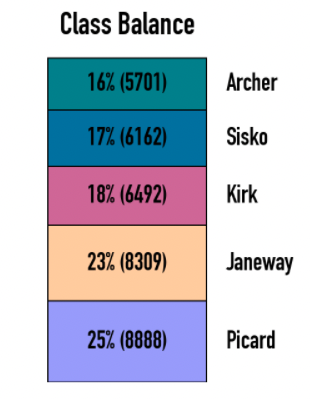 Class Balance
16% (5701) Archer
17% (6162) Sisko
18% (6492) Kirk
23% (8309) Janeway
25% (8888) Picard